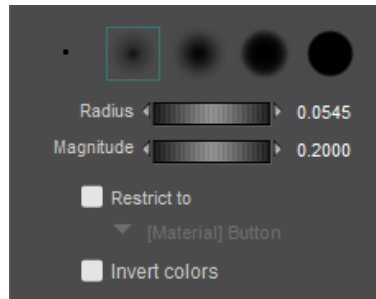 Radius 0.0545
Magnitude 0.2000
Restrict to
[Material] Button
Invert colors